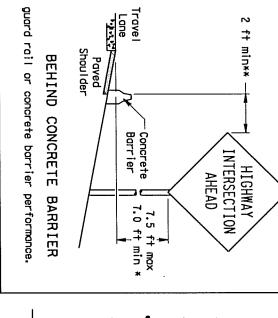 2 ft min**
HIGHWAY
INTERSECTION
AHEAD
Travel
Lane
Paved
Shoulder
Concrete
Barrier
7.5 ft max
7.0 ft min *
BEHIND CONCRETE BARRIER
guard rail or concrete barrier performance.